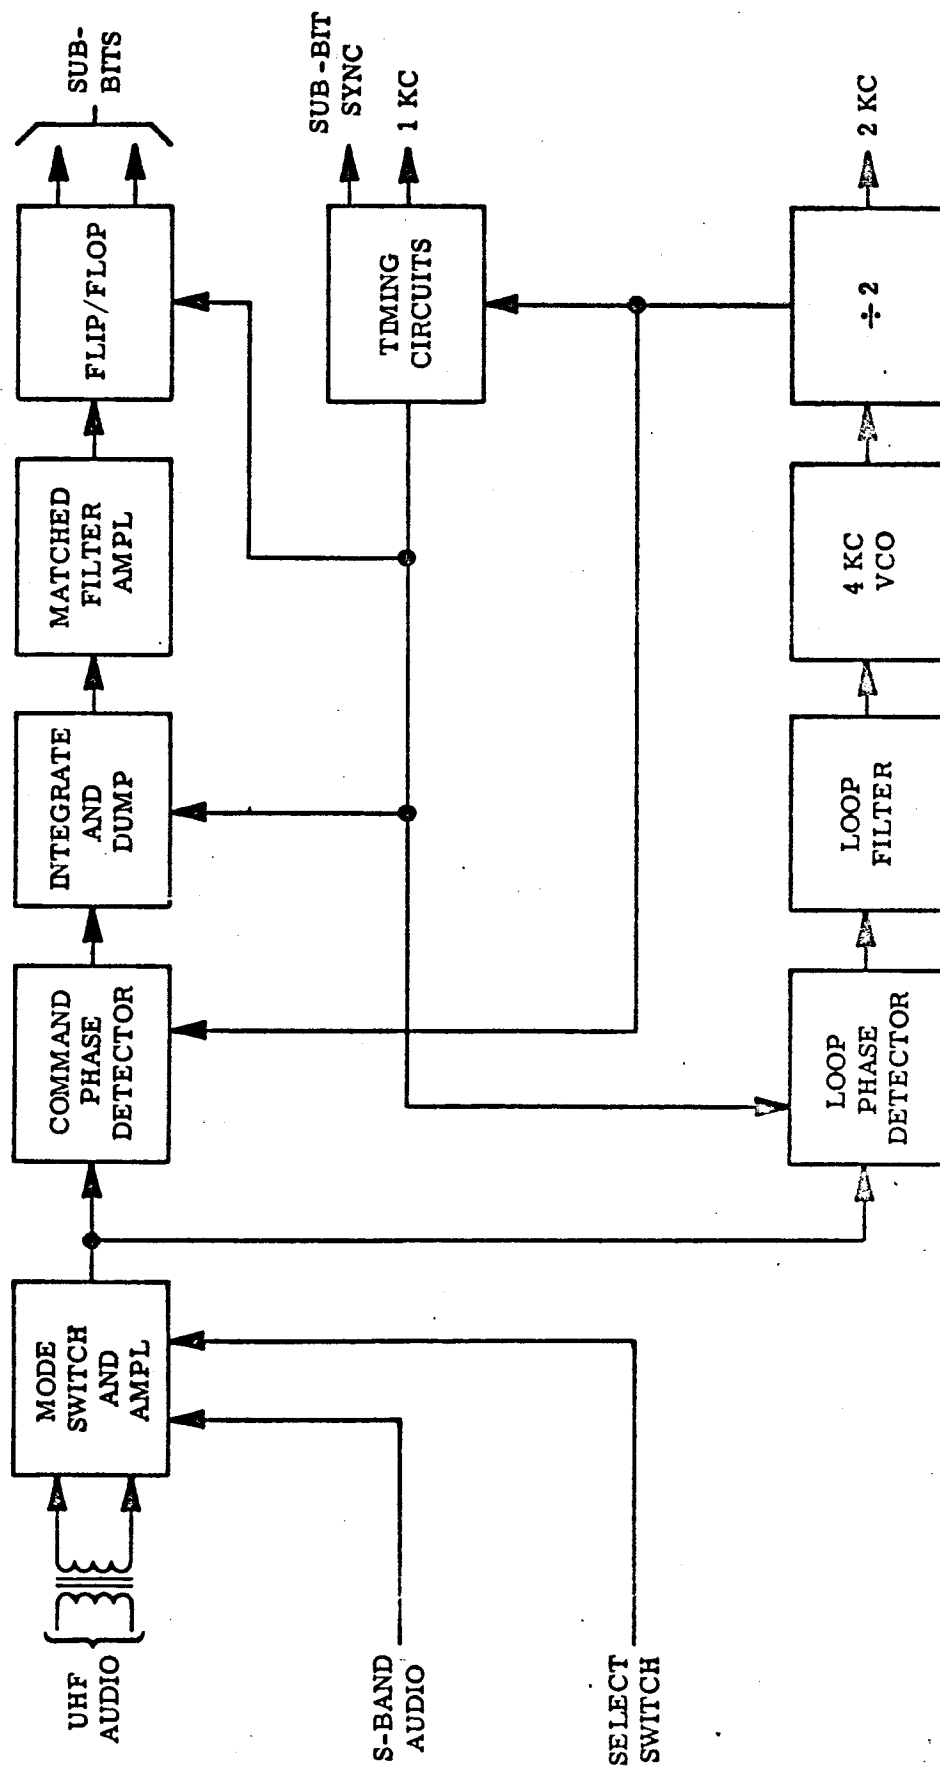 UHF
AUDIO
S-BAND
AUDIO
SELECT
SWITCH
MODE
SWITCH
AND
AMPL
COMMAND
PHASE
DETECTOR
INTEGRATE
AND
DUMP
MATCHED
FILTER
AMPL
FLIP/FLOP
SUB-
BITS
TIMING
CIRCUITS
SUB-BIT
SYNC
1 KC
LOOP
PHASE
DETECTOR
LOOP
FILTER
4 KC
VCO
÷2
2 KC